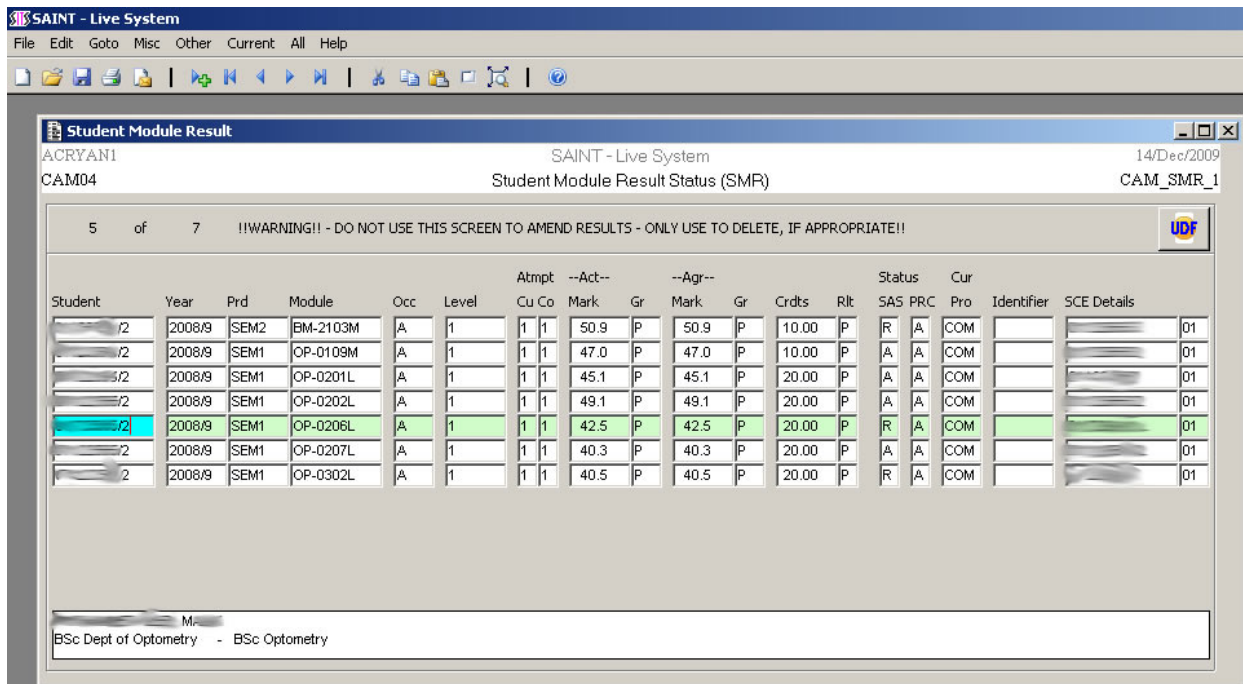 SITS SAINT - Live System
File Edit Goto Misc Other Current All Help
Student Module Result
ACRYAN1 SAINT - Live System 14/Dec/2009
CAM04 Student Module Result Status (SMR) CAM_SMR_1
5 of 7 !!WARNING!! - DO NOT USE THIS SCREEN TO AMEND RESULTS - ONLY USE TO DELETE, IF APPROPRIATE!! UDF
Atmpt --Act-- --Agr-- Status Cur
Student Year Prd Module Occ Level Cu Co Mark Gr Mark Gr Crdts Rlt SAS PRC Pro Identifier SCE Details
/2 2008/9 SEM2 BM-2103M A 1 1 1 50.9 P 50.9 P 10.00 P R A COM 01
/2 2008/9 SEM1 OP-0109M A 1 1 1 47.0 P 47.0 P 10.00 P A A COM 01
/2 2008/9 SEM1 OP-0201L A 1 1 1 45.1 P 45.1 P 20.00 P A A COM 01
/2 2008/9 SEM1 OP-0202L A 1 1 1 49.1 P 49.1 P 20.00 P A A COM 01
/2 2008/9 SEM1 OP-0206L A 1 1 1 42.5 P 42.5 P 20.00 P R A COM 01
2 2008/9 SEM1 OP-0207L A 1 1 1 40.3 P 40.3 P 20.00 P A A COM 01
2 2008/9 SEM1 OP-0302L A 1 1 1 40.5 P 40.5 P 20.00 P R A COM 01
BSc Dept of Optometry - BSc Optometry